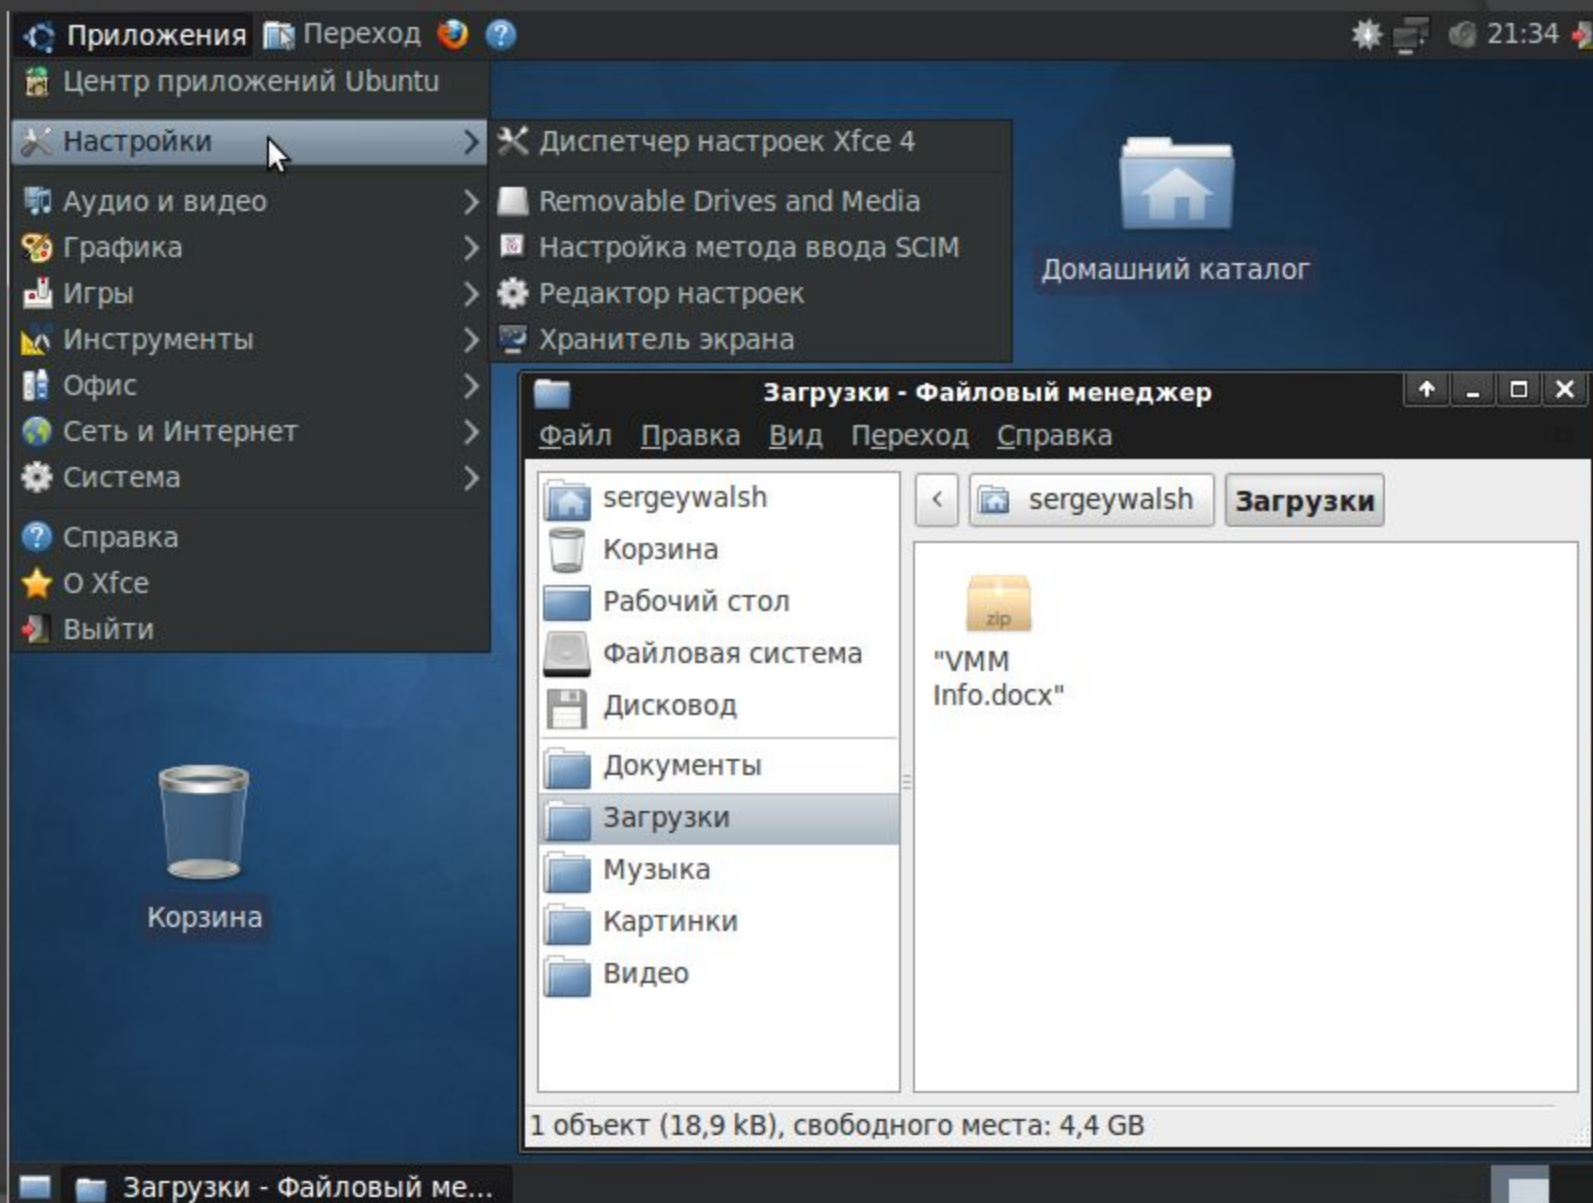 Приложения Переход 21:34
Центр приложений Ubuntu
Настройки
Аудио и видео
Графика
Игры
Инструменты
Офис
Сеть и Интернет
Система
Справка
О Xfce
Выйти
Диспетчер настроек Xfce 4
Removable Drives and Media
Настройка метода ввода SCIM
Редактор настроек
Хранитель экрана
Домашний каталог
Корзина
Загрузки - Файловый менеджер
Файл Правка Вид Переход Справка
sergeywalsh
Корзина
Рабочий стол
Файловая система
Дисковод
Документы
Загрузки
Музыка
Картинки
Видео
sergeywalsh Загрузки
zip
"VMM
Info.docx"
1 объект (18,9 kB), свободного места: 4,4 GB
Загрузки - Файловый ме...